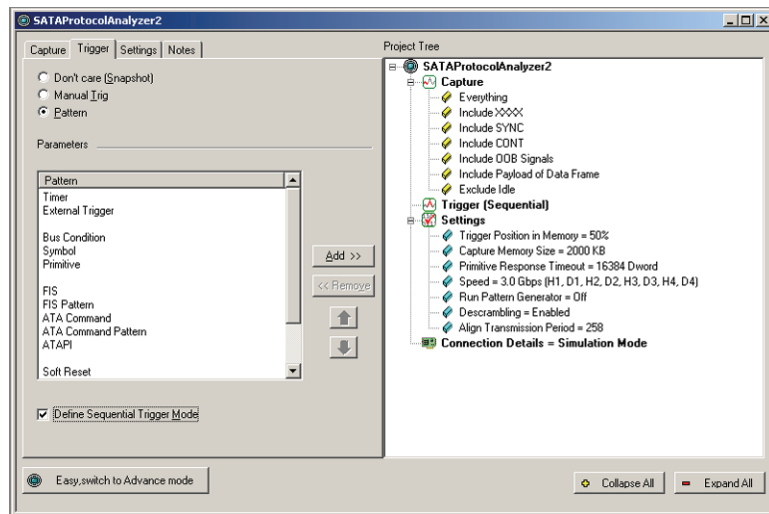 SATAProtocolAnalyzer2
Capture Trigger Settings Notes
Don't care (Snapshot)
Manual Trig
Pattern
Parameters
Pattern
Timer
External Trigger
Bus Condition
Symbol
Primitive
FIS
FIS Pattern
ATA Command
ATA Command Pattern
ATAPI
Soft Reset
Add >>
<< Remove
Define Sequential Trigger Mode
Easy,switch to Advance mode
Project Tree
SATAProtocolAnalyzer2
Capture
Everything
Include XXXX
Include SYNC
Include CONT
Include OOB Signals
Include Payload of Data Frame
Exclude Idle
Trigger (Sequential)
Settings
Trigger Position in Memory = 50%
Capture Memory Size = 2000 KB
Primitive Response Timeout = 16384 Dword
Speed = 3.0 Gbps (H1, D1, H2, D2, H3, D3, H4, D4)
Run Pattern Generator = Off
Descrambling = Enabled
Align Transmission Period = 258
Connection Details = Simulation Mode
Collapse All
Expand All